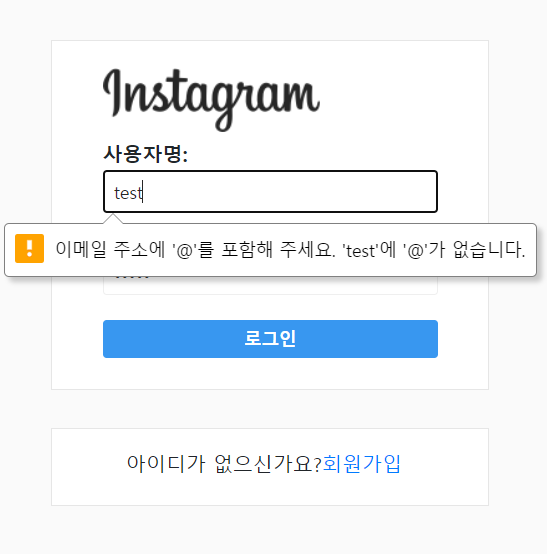 Instagram
사용자명:
test
이메일 주소에 '@'를 포함해 주세요. 'test'에 '@'가 없습니다.
로그인
아이디가 없으신가요?회원가입